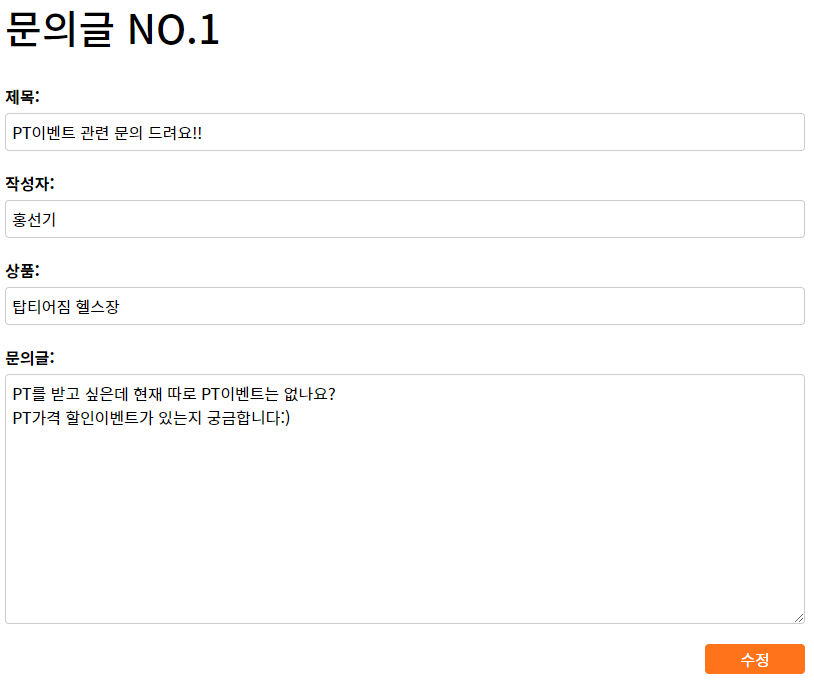 문의글 NO.1
제목:
PT이벤트 관련 문의 드려요!!
작성자:
홍선기
상품:
탑티어짐 헬스장
문의글:
PT를 받고 싶은데 현재 따로 PT이벤트는 없나요?
PT가격 할인이벤트가 있는지 궁금합니다:)
수정